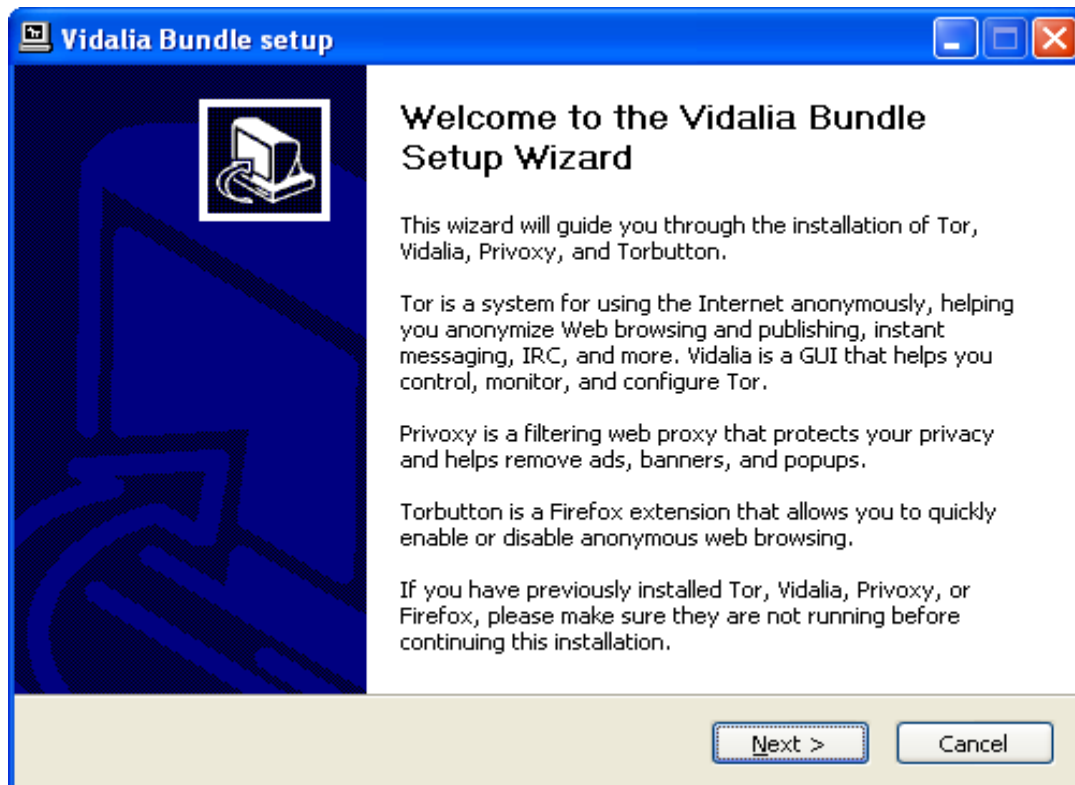 Vidalia Bundle setup
Welcome to the Vidalia Bundle
Setup Wizard
This wizard will guide you through the installation of Tor,
Vidalia, Privoxy, and Torbutton.
Tor is a system for using the Internet anonymously, helping
you anonymize Web browsing and publishing, instant
messaging, IRC, and more. Vidalia is a GUI that helps you
control, monitor, and configure Tor.
Privoxy is a filtering web proxy that protects your privacy
and helps remove ads, banners, and popups.
Torbutton is a Firefox extension that allows you to quickly
enable or disable anonymous web browsing.
If you have previously installed Tor, Vidalia, Privoxy, or
Firefox, please make sure they are not running before
continuing this installation.
Next > Cancel